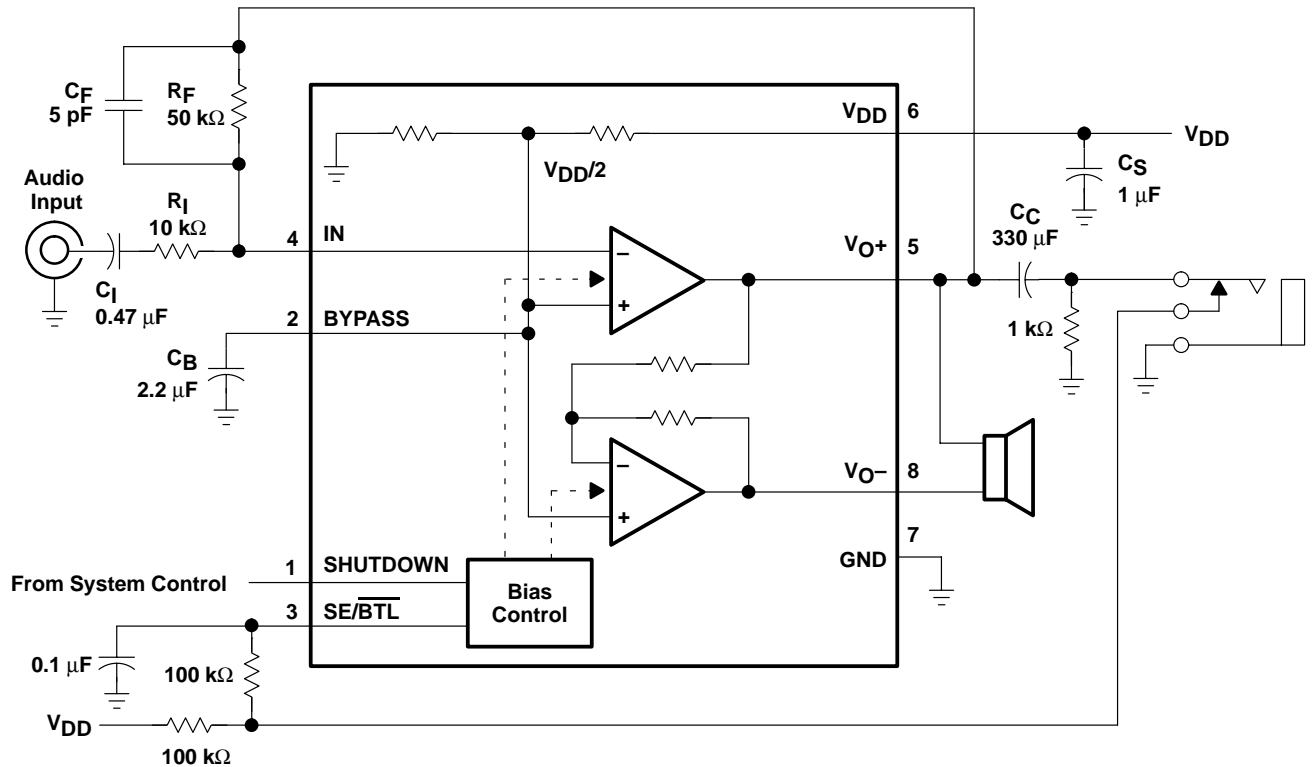 CF
5 pF
RF
50 kΩ
VDD
6
VDD
VDD/2
CS
1 μF
Audio
Input
RI
10 kΩ
CC
330 μF
4
IN
VO+
5
−
+
CI
0.47 μF
2
BYPASS
1 kΩ
CB
2.2 μF
−
+
VO−
8
7
GND
From System Control
1
SHUTDOWN
Bias
Control
3
SE/BTL
0.1 μF
100 kΩ
VDD
100 kΩ